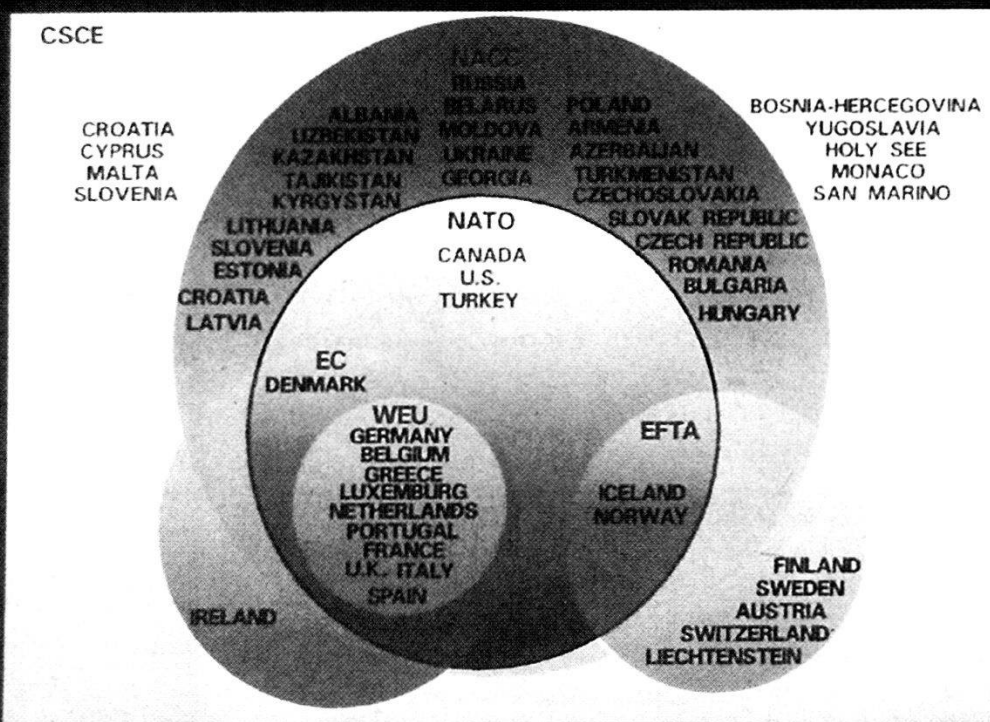 CSCE
CROATIA
CYPRUS
MALTA
SLOVENIA
NACC
RUSSIA
BELARUS
MOLDOVA
UKRAINE
GEORGIA
ALBANIA
UZBEKISTAN
KAZAKHSTAN
TAJIKISTAN
KYRGYSTAN
LITHUANIA
SLOVENIA
ESTONIA
CROATIA
LATVIA
POLAND
ARMENIA
AZERBAIJAN
TURKMENISTAN
CZECHOSLOVAKIA
SLOVAK REPUBLIC
CZECH REPUBLIC
ROMANIA
BULGARIA
HUNGARY
BOSNIA-HERCEGOVINA
YUGOSLAVIA
HOLY SEE
MONACO
SAN MARINO
NATO
CANADA
U.S.
TURKEY
EC
DENMARK
WEU
GERMANY
BELGIUM
GREECE
LUXEMBURG
NETHERLANDS
PORTUGAL
FRANCE
U.K. ITALY
SPAIN
IRELAND
EFTA
ICELAND
NORWAY
FINLAND
SWEDEN
AUSTRIA
SWITZERLAND
LIECHTENSTEIN